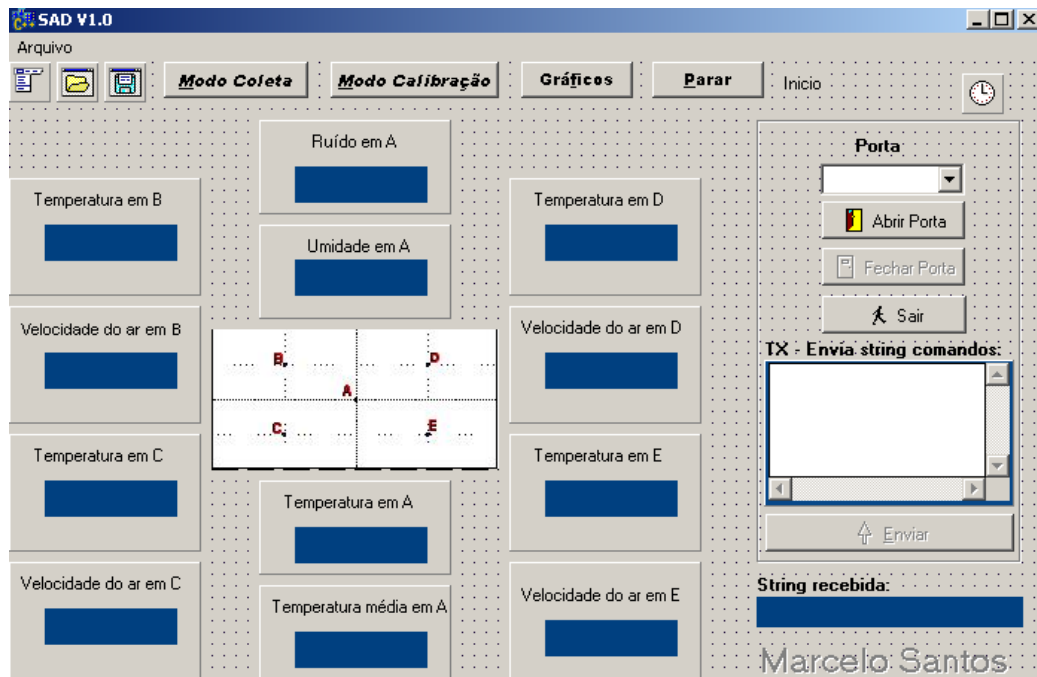 SAD V1.0
Arquivo
Modo Coleta
Modo Calibração
Gráficos
Parar
Inicio
Ruído em A
Porta
Temperatura em B
Temperatura em D
Abrir Porta
Umidade em A
Fechar Porta
Sair
Velocidade do ar em B
Velocidade do ar em D
TX - Envía string comandos:
B
D
A
C
E
Temperatura em C
Temperatura em E
Temperatura em A
Enviar
Velocidade do ar em C
Velocidade do ar em E
String recebida:
Temperatura média em A
Marcelo Santos